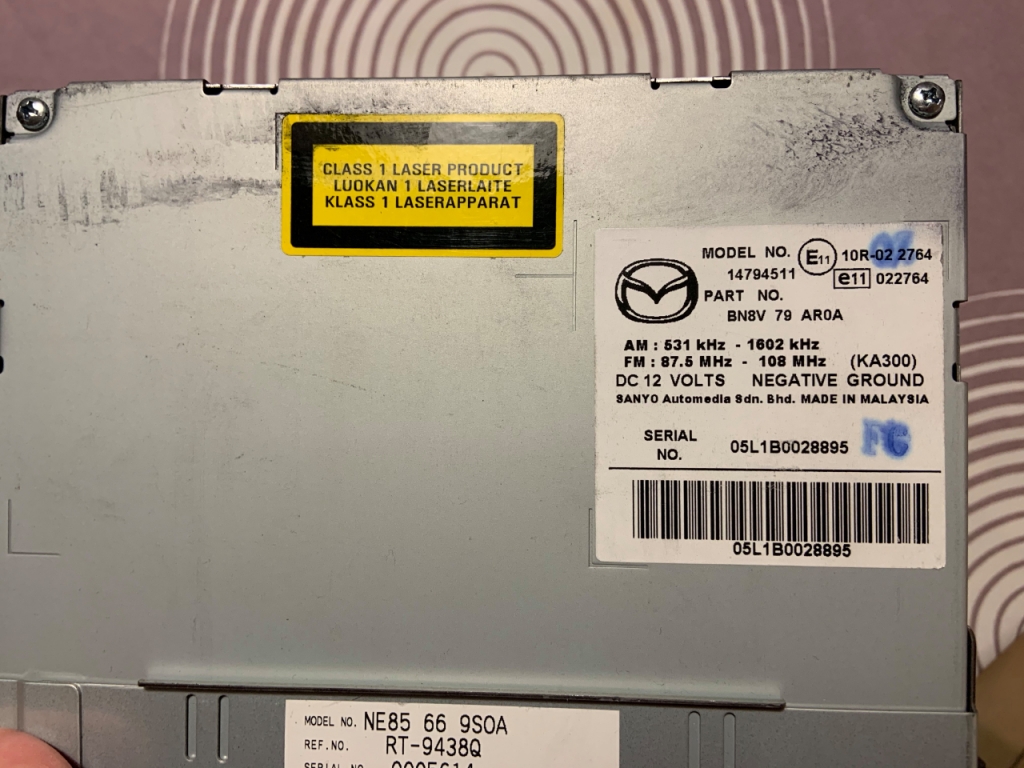 CLASS 1 LASER PRODUCT
LUOKAN 1 LASERLAITE
KLASS 1 LASERAPPARAT
MODEL NO. E11 10R-02 2764
14794511 e11 022764
PART NO.
BN8V 79 AR0A
AM : 531 kHz - 1602 kHz
FM : 87.5 MHz - 108 MHz (KA300)
DC 12 VOLTS NEGATIVE GROUND
SANYO Automedia Sdn. Bhd. MADE IN MALAYSIA
SERIAL NO. 05L1B0028895 FC
05L1B0028895
MODEL NO. NE85 66 9S0A
REF.NO. RT-9438Q
SERIAL NO.